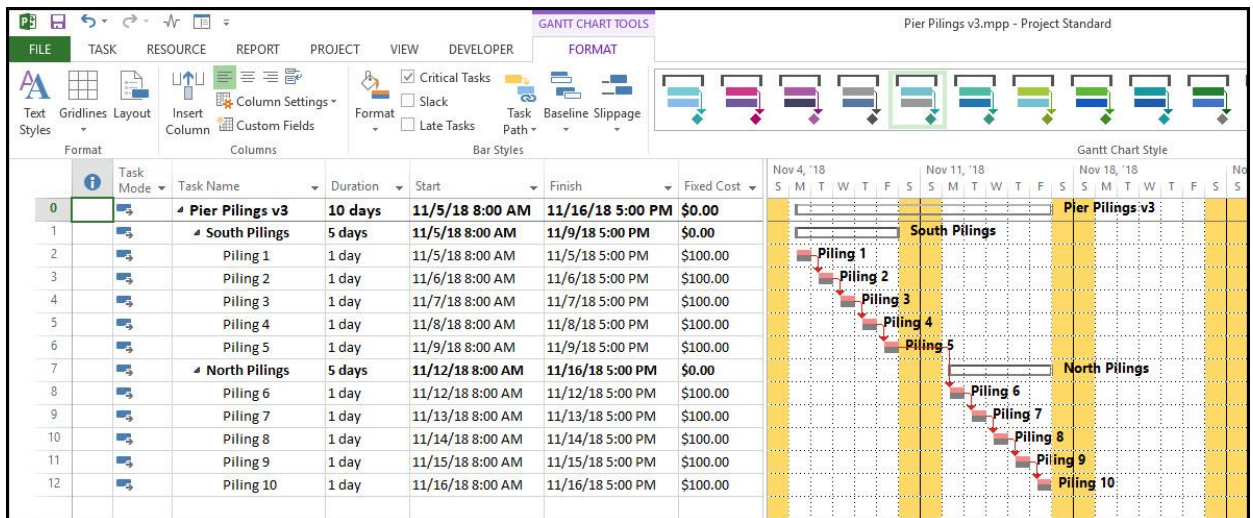 GANTT CHART TOOLS Pier Pilings v3.mpp - Project Standard
FILE TASK RESOURCE REPORT PROJECT VIEW DEVELOPER FORMAT
Text Styles Gridlines Layout Insert Column Column Settings Custom Fields Format Critical Tasks Slack Late Tasks Task Path Baseline Slippage
Format Columns Bar Styles Gantt Chart Style
Task Mode Task Name Duration Start Finish Fixed Cost Nov 4, '18 Nov 11, '18 Nov 18, '18 No
S M T W T F S S M T W T F S S M T W T F S S
0 Pier Pilings v3 10 days 11/5/18 8:00 AM 11/16/18 5:00 PM $0.00 Pier Pilings v3
1 South Pilings 5 days 11/5/18 8:00 AM 11/9/18 5:00 PM $0.00 South Pilings
2 Piling 1 1 day 11/5/18 8:00 AM 11/5/18 5:00 PM $100.00 Piling 1
3 Piling 2 1 day 11/6/18 8:00 AM 11/6/18 5:00 PM $100.00 Piling 2
4 Piling 3 1 day 11/7/18 8:00 AM 11/7/18 5:00 PM $100.00 Piling 3
5 Piling 4 1 day 11/8/18 8:00 AM 11/8/18 5:00 PM $100.00 Piling 4
6 Piling 5 1 day 11/9/18 8:00 AM 11/9/18 5:00 PM $100.00 Piling 5
7 North Pilings 5 days 11/12/18 8:00 AM 11/16/18 5:00 PM $0.00 North Pilings
8 Piling 6 1 day 11/12/18 8:00 AM 11/12/18 5:00 PM $100.00 Piling 6
9 Piling 7 1 day 11/13/18 8:00 AM 11/13/18 5:00 PM $100.00 Piling 7
10 Piling 8 1 day 11/14/18 8:00 AM 11/14/18 5:00 PM $100.00 Piling 8
11 Piling 9 1 day 11/15/18 8:00 AM 11/15/18 5:00 PM $100.00 Piling 9
12 Piling 10 1 day 11/16/18 8:00 AM 11/16/18 5:00 PM $100.00 Piling 10